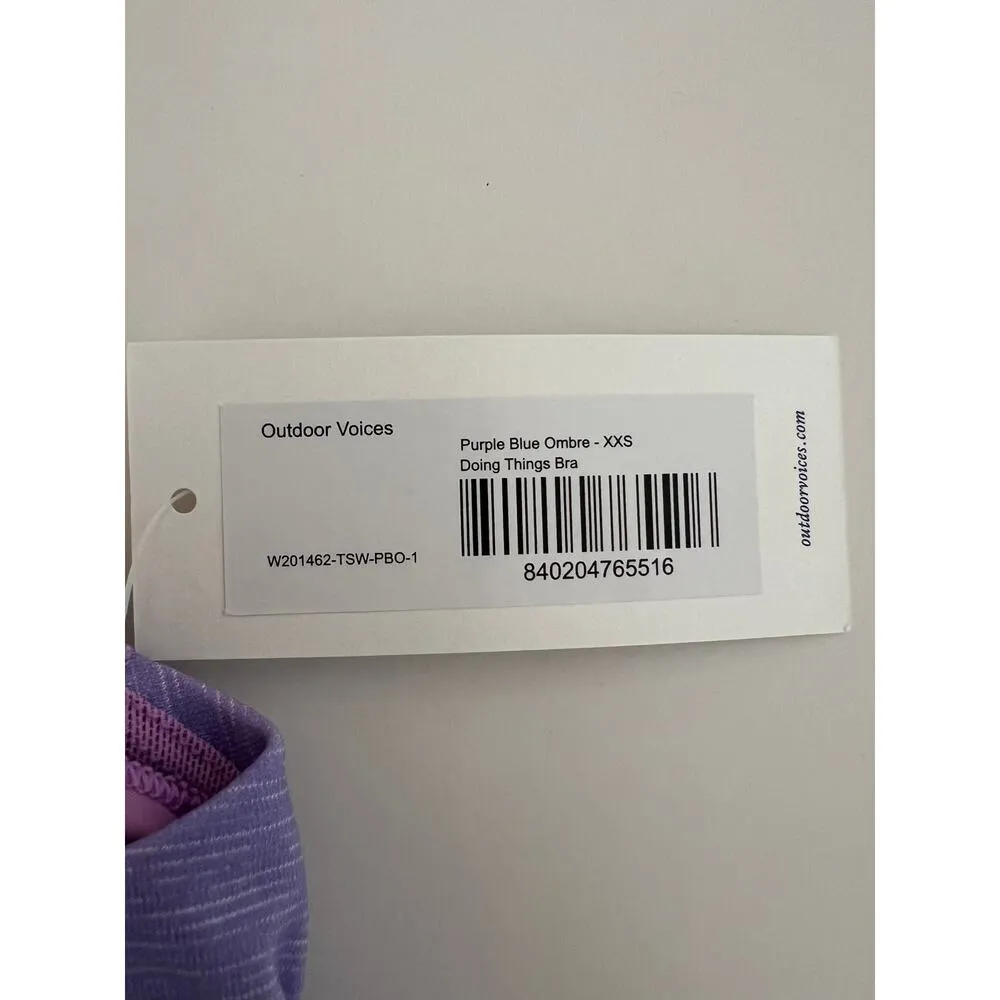 Outdoor Voices
Purple Blue Ombre - XXS
Doing Things Bra
W201462-TSW-PBO-1
840204765516
outdoorvoices.com